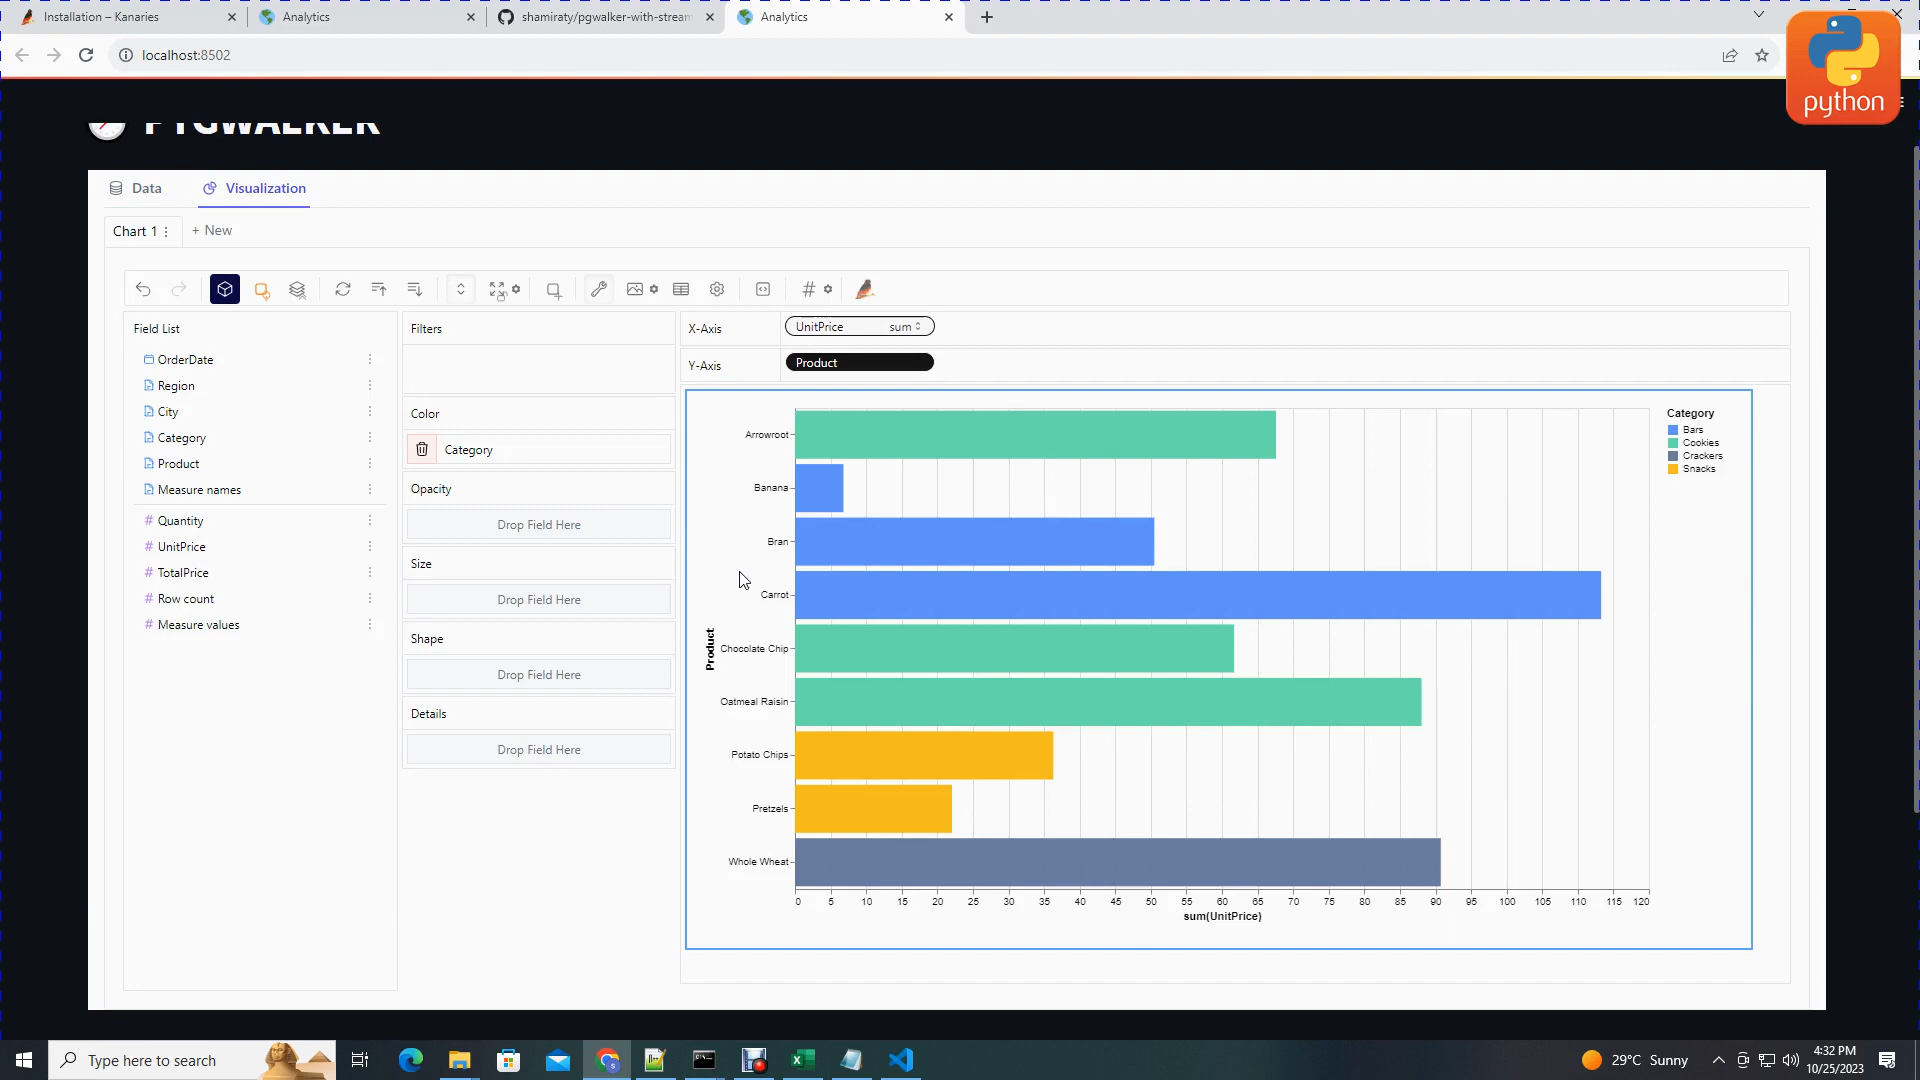 Installation – Kanaries
Analytics
shamiraty/pgwalker-with-stream
Analytics
localhost:8502
python
PYGWALKER
Data
Visualization
Chart 1
+ New
Field List
OrderDate
Region
City
Category
Product
Measure names
# Quantity
# UnitPrice
# TotalPrice
# Row count
# Measure values
Filters
Color
Category
Opacity
Drop Field Here
Size
Drop Field Here
Shape
Drop Field Here
Details
Drop Field Here
X-Axis
UnitPrice sum
Y-Axis
Product
Product
Arrowroot
Banana
Bran
Carrot
Chocolate Chip
Oatmeal Raisin
Potato Chips
Pretzels
Whole Wheat
0 5 10 15 20 25 30 35 40 45 50 55 60 65 70 75 80 85 90 95 100 105 110 115 120
sum(UnitPrice)
Category
Bars
Cookies
Crackers
Snacks
Type here to search
29°C Sunny
4:32 PM
10/25/2023